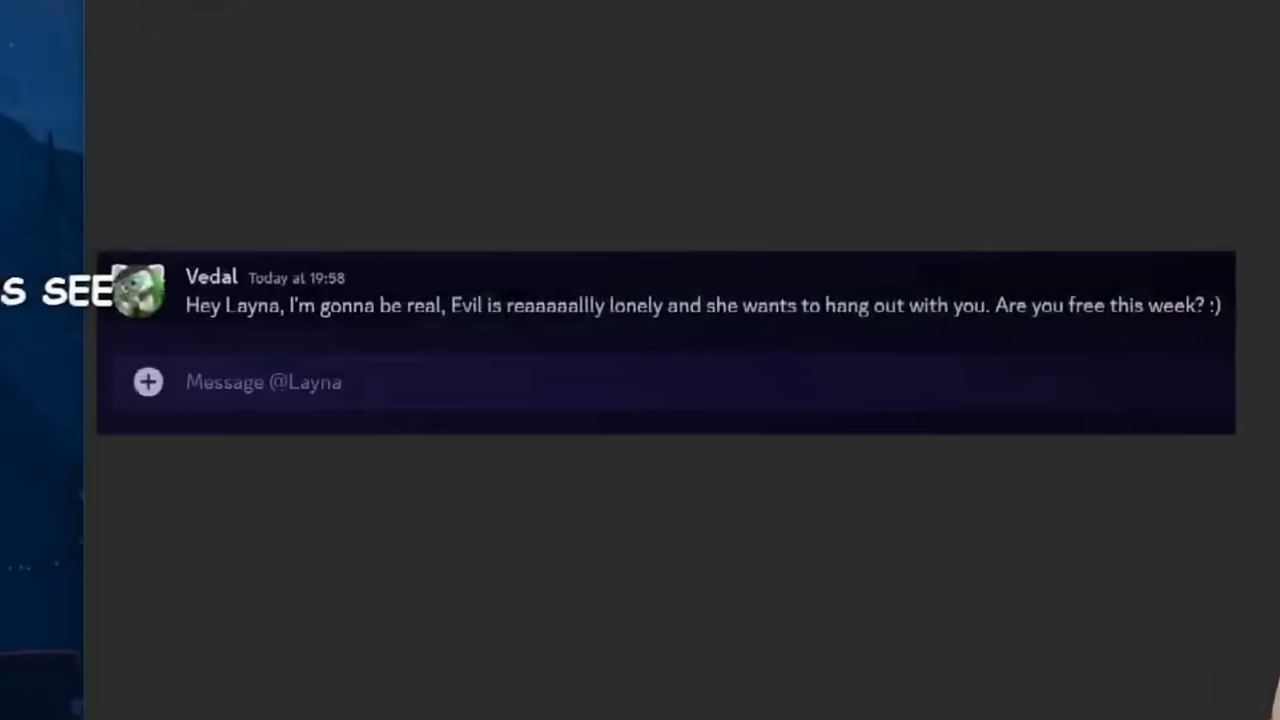 S SEE
Vedal Today at 19:58
Hey Layna, I'm gonna be real, Evil is reaaaaallly lonely and she wants to hang out with you. Are you free this week? :)
Message @Layna